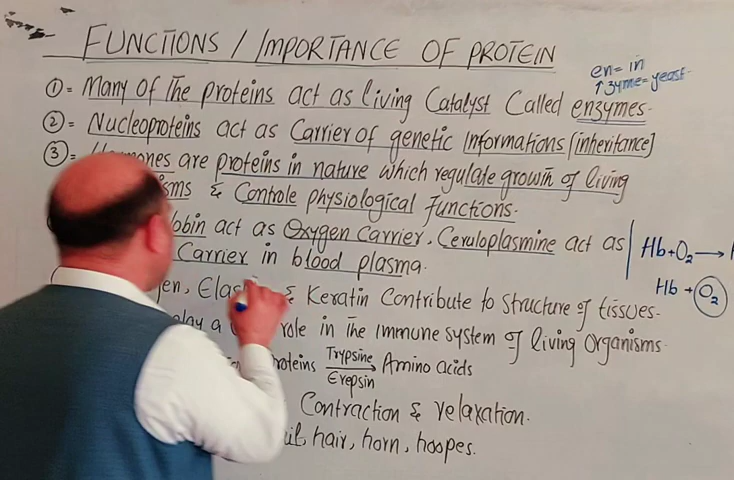 FUNCTIONS / IMPORTANCE OF PROTEIN
en = in
↑ zyme = yeast
① = Many of the proteins act as living Catalyst Called enzymes.
② = Nucleoproteins act as Carrier of genetic informations [inheritance]
③ = Hormones are proteins in nature which regulate growth of living
sms & Controle physiological functions.
obin act as Oxygen Carrier, Ceruloplasmine act as
Hb + O₂ →
Carrier in blood plasma.
Hb + O₂
en, Elas & Keratin Contribute to Structure of tissues.
play a role in the immune system of living Organisms.
roteins Trypsine Amino acids
Erepsin
Contraction & relaxation.
hair, horn, hoopes.